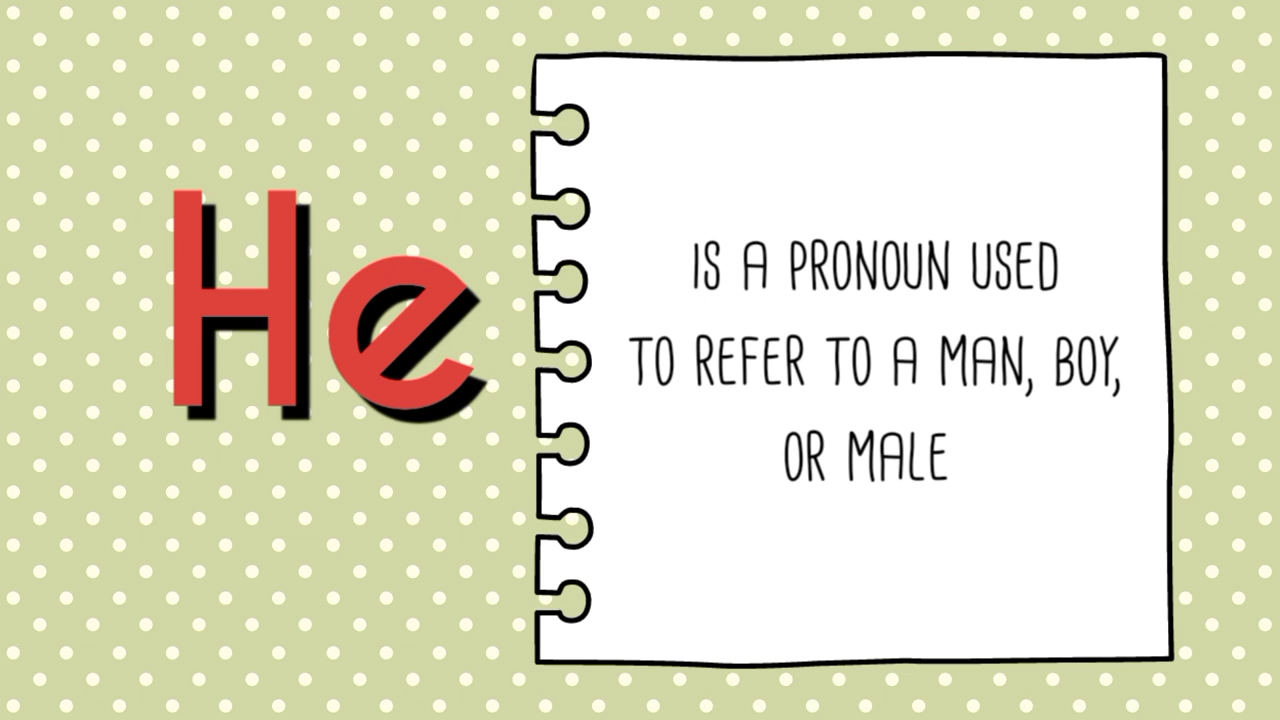 He
IS A PRONOUN USED
TO REFER TO A MAN, BOY,
OR MALE